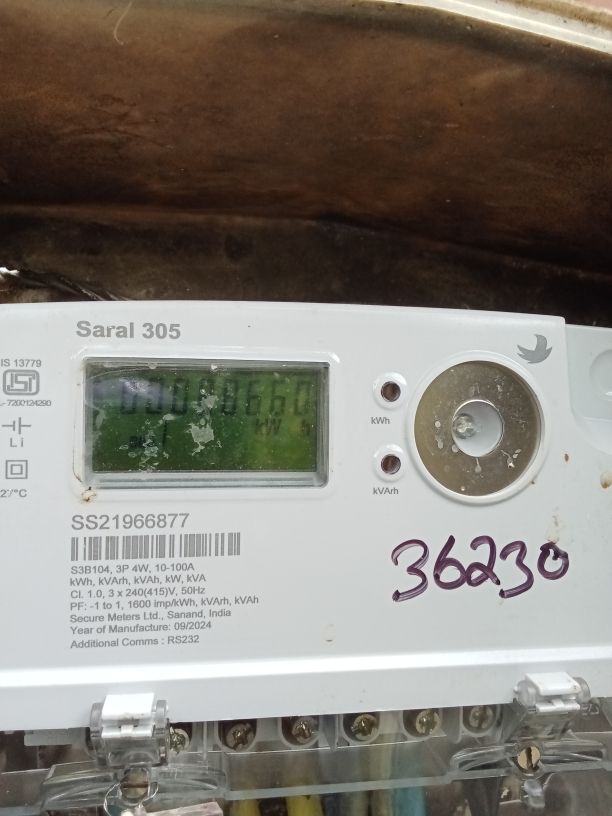 Saral 305
IS 13779
Li
kWh
kVArh
SS21966877
S3B104, 3P 4W, 10-100A
kWh, kVArh, kVAh, kW, kVA
Cl. 1.0, 3 x 240(415)V, 50Hz
PF: -1 to 1, 1600 imp/kWh, kVArh, kVAh
Secure Meters Ltd., Sanand, India
Year of Manufacture: 09/2024
Additional Comms : RS232
36230